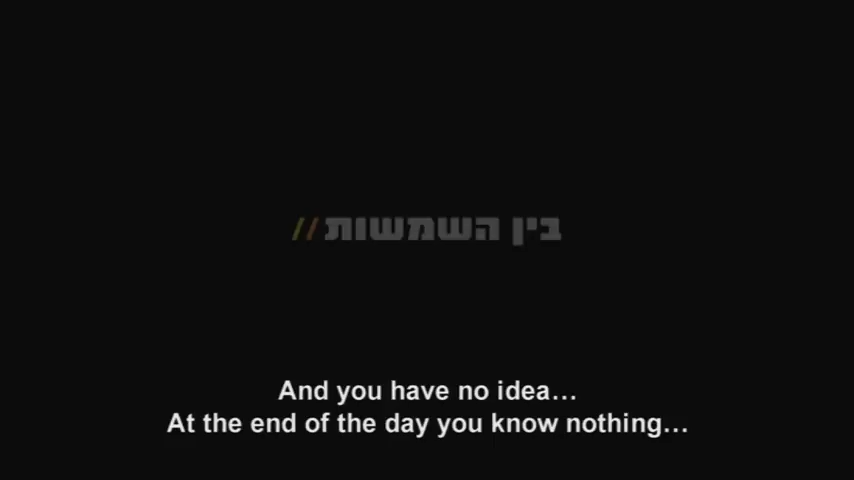 בין השמשות //
And you have no idea...
At the end of the day you know nothing...